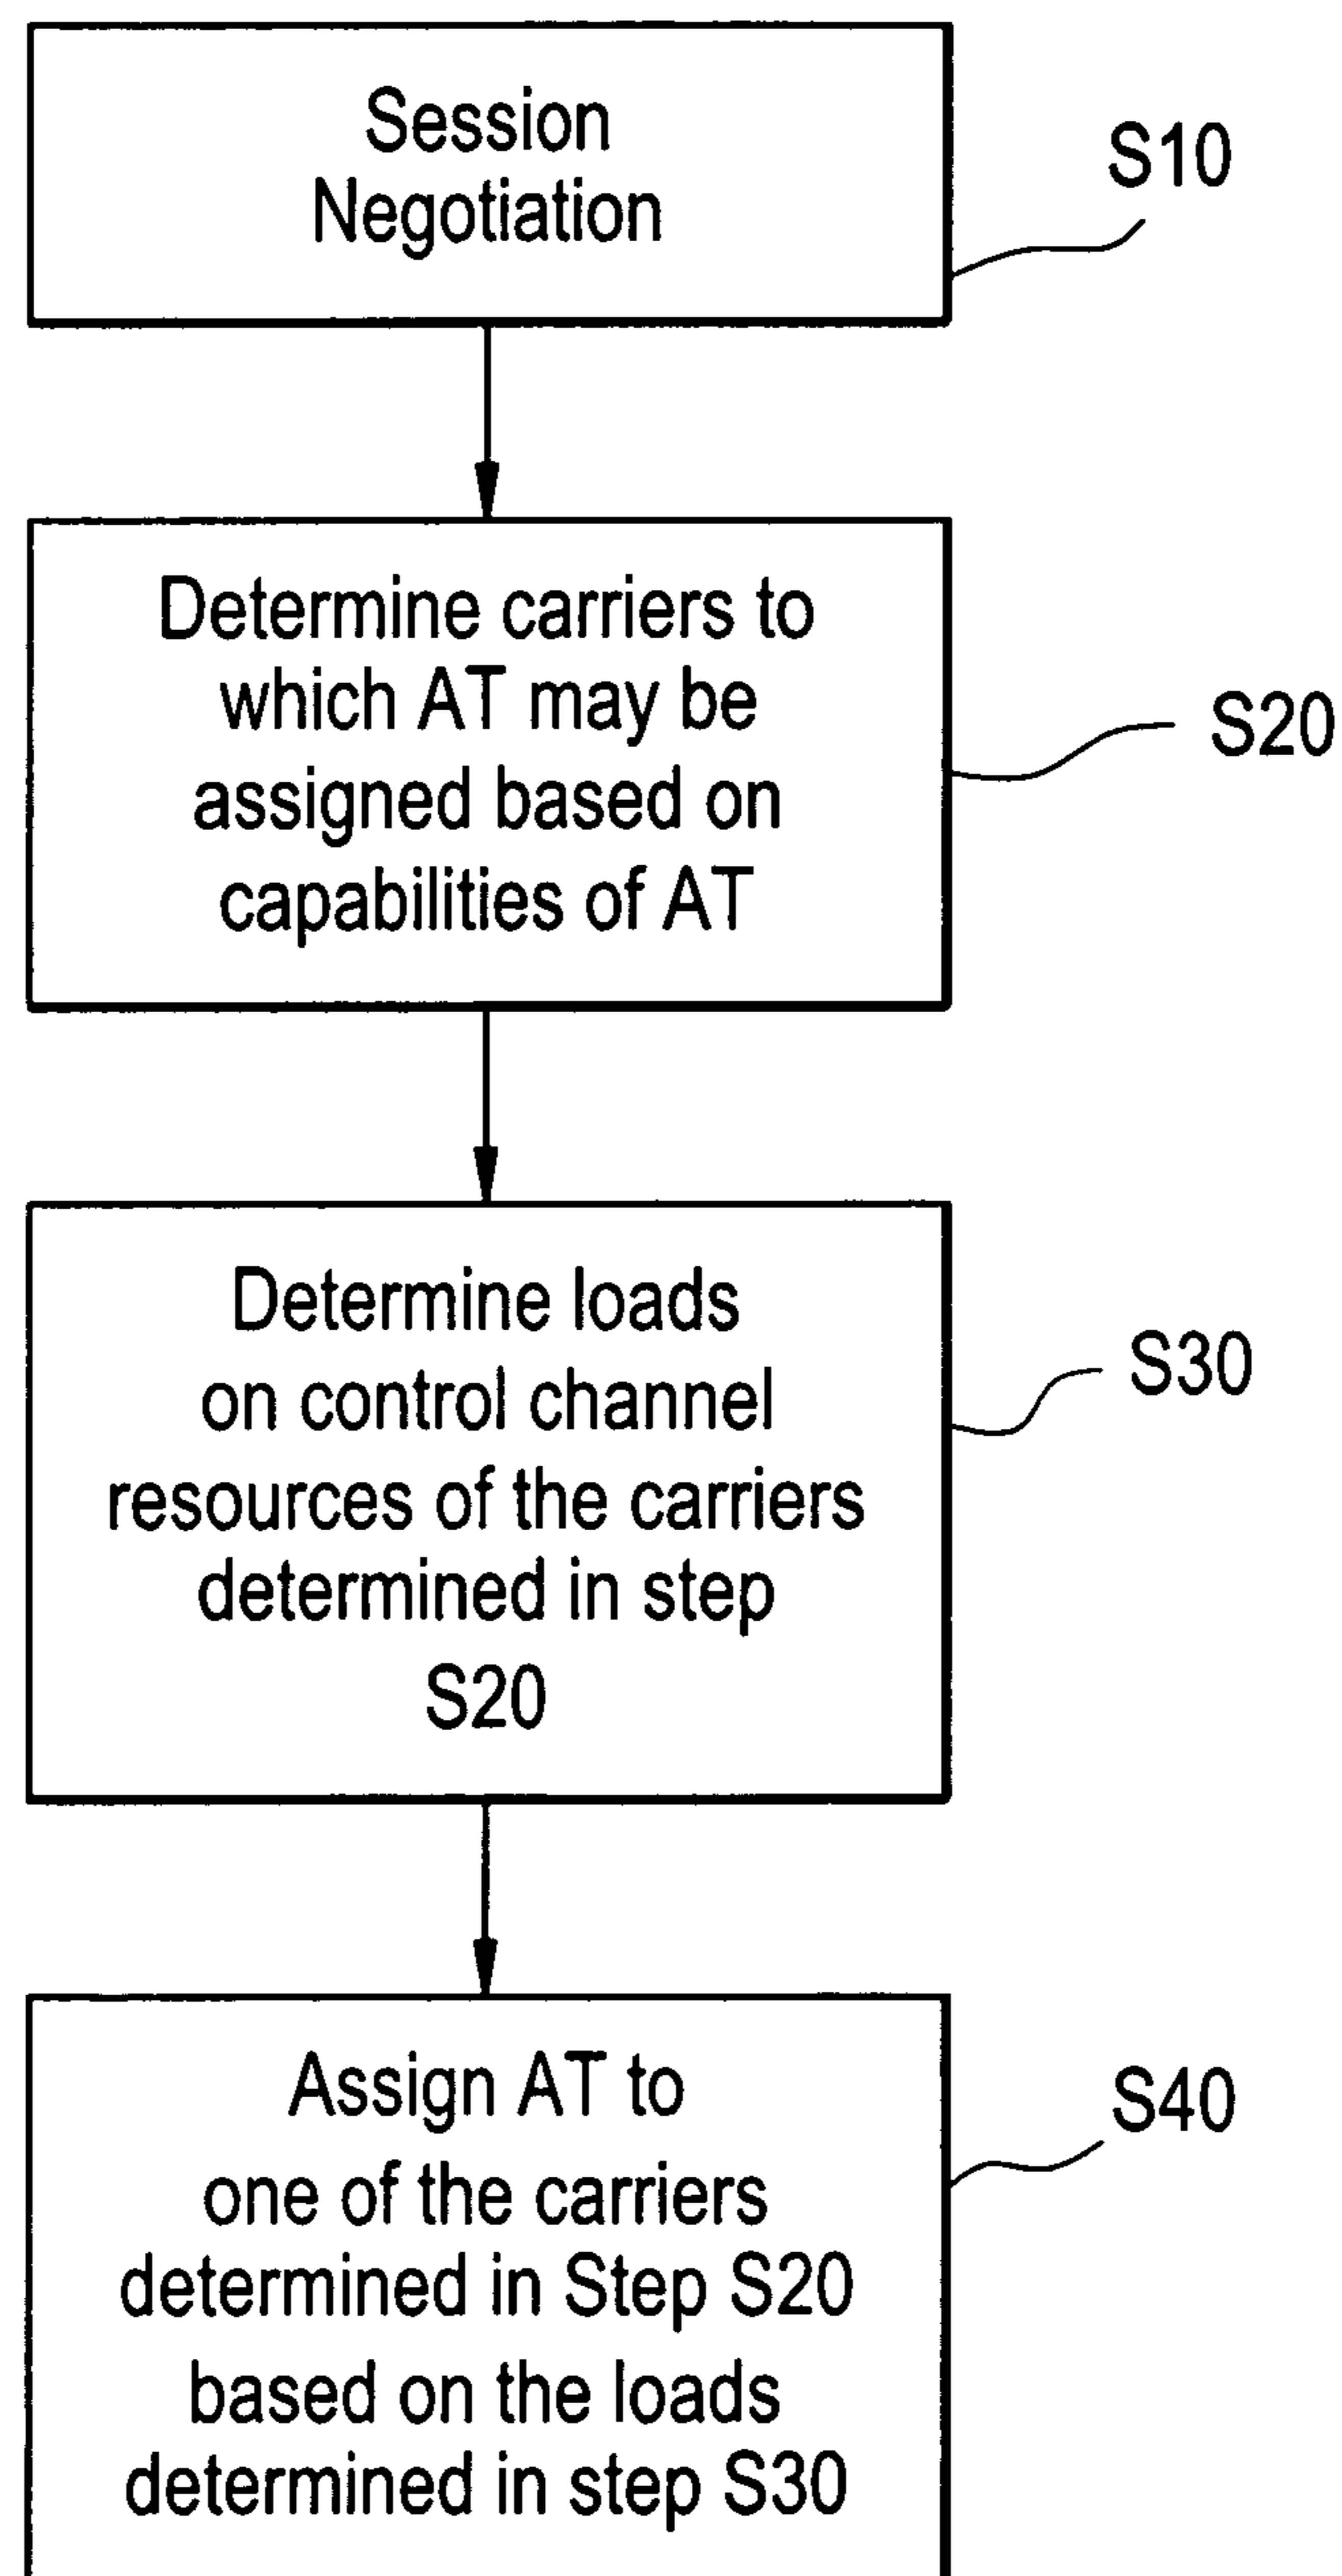 Session
Negotiation
S10
Determine carriers to
which AT may be
assigned based on
capabilities of AT
S20
Determine loads
on control channel
resources of the carriers
determined in step
S20
S30
Assign AT to
one of the carriers
determined in Step S20
based on the loads
determined in step S30
S40